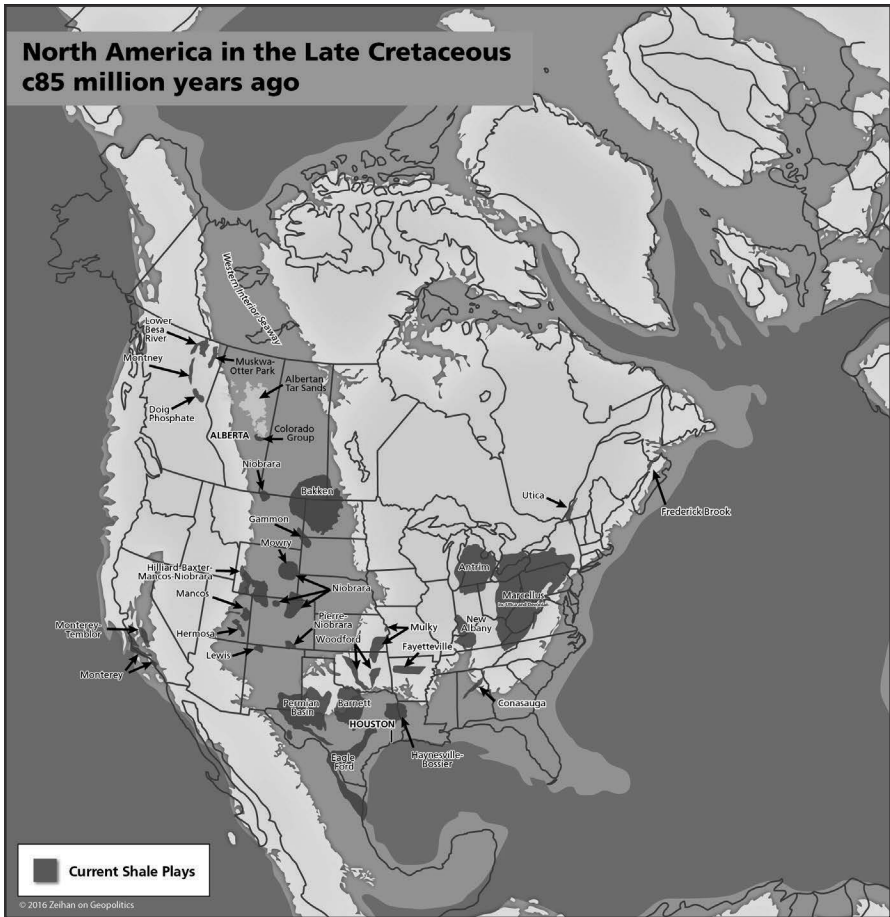 North America in the Late Cretaceous
c85 million years ago
Western Interior Seaway
Lower
Besa
River
Montney
Muskwa-
Otter Park
Albertan
Tar Sands
Doig
Phosphate
ALBERTA
Colorado
Group
Niobrara
Bakken
Utica
Frederick Brook
Gammon
Mowry
Antrim
Hilliard-Baxter-
Mancos-Niobrara
Niobrara
Marcellus
Mancos
Pierre-
Niobrara
New
Albany
Monterey-
Temblor
Hermosa
Woodford
Mulky
Fayetteville
Lewis
Monterey
Permian
Basin
Barnett
Conasauga
HOUSTON
Eagle
Ford
Haynesville-
Bossier
Current Shale Plays
© 2016 Zeihan on Geopolitics